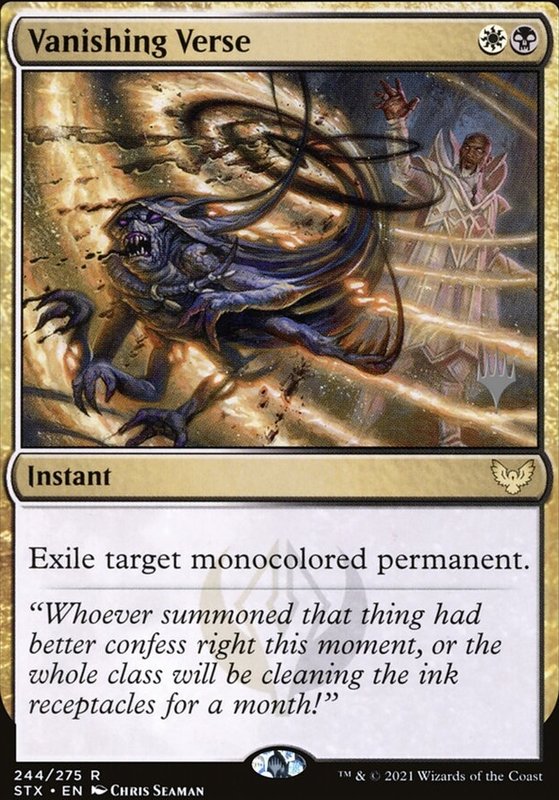 Vanishing Verse
Instant
Exile target monocolored permanent.
“Whoever summoned that thing had
better confess right this moment, or the
whole class will be cleaning the ink
receptacles for a month!”
244/275 R
STX • EN Chris Seaman
™ & © 2021 Wizards of the Coast